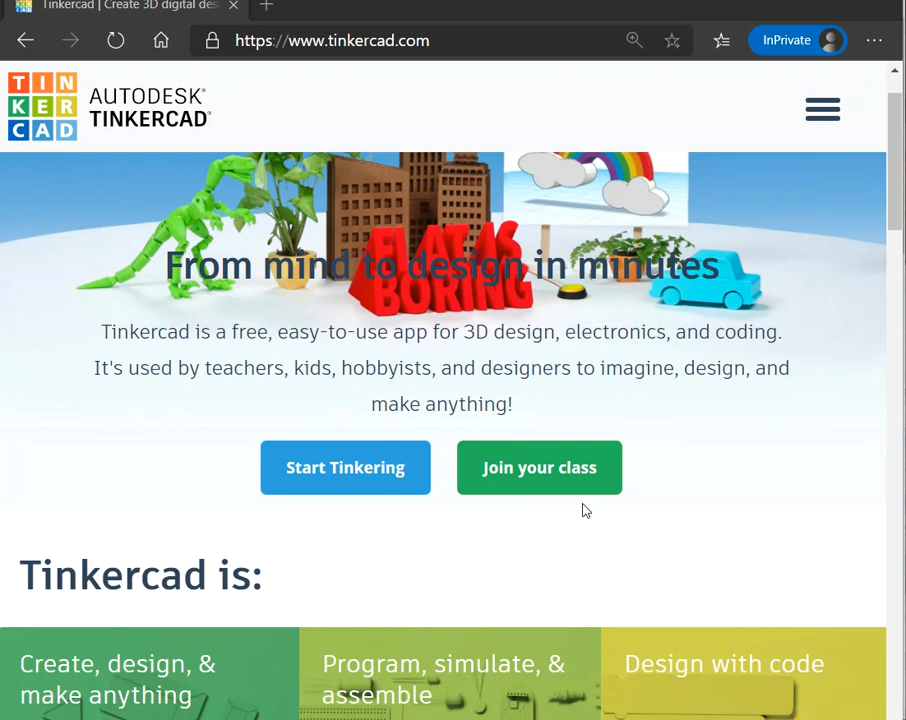 Tinkercad | Create 3D digital des
https://www.tinkercad.com
InPrivate
TIN
KER
CAD
AUTODESK®
TINKERCAD®
FLAT IS
BORING
From mind to design in minutes
Tinkercad is a free, easy-to-use app for 3D design, electronics, and coding.
It's used by teachers, kids, hobbyists, and designers to imagine, design, and
make anything!
Start Tinkering
Join your class
Tinkercad is:
Create, design, &
make anything
Program, simulate, &
assemble
Design with code